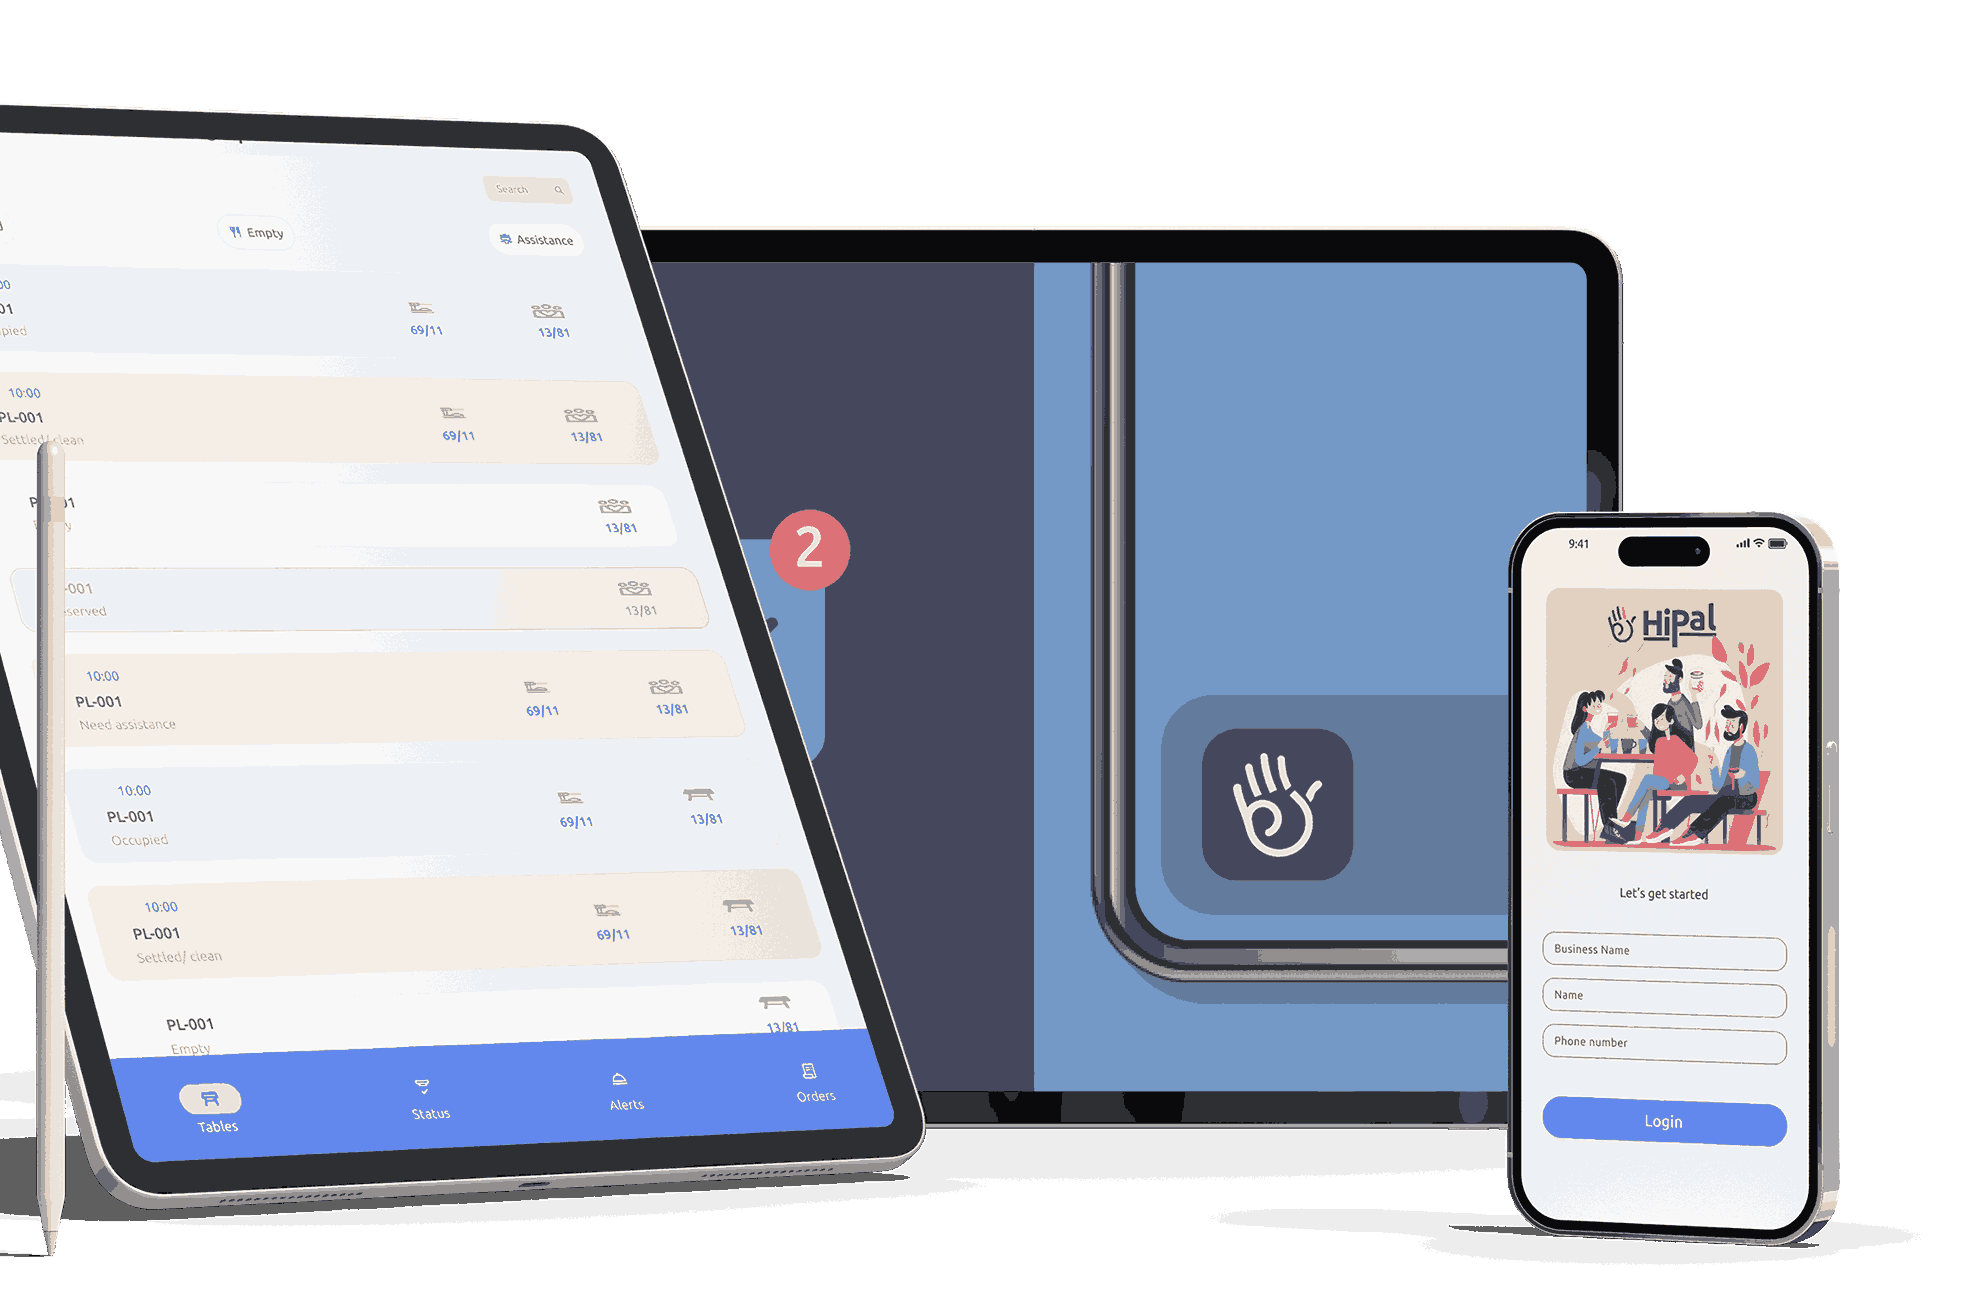 Search
Empty
Assistance
69/11
13/81
10:00
PL-001
Settled/ clean
69/11
13/81
13/81
13/81
10:00
PL-001
Need assistance
69/11
13/81
10:00
PL-001
Occupied
69/11
13/81
10:00
PL-001
Settled/ clean
69/11
13/81
PL-001
Empty
13/81
Tables
Status
Alerts
Orders
2
9:41
HiPal
Let's get started
Business Name
Name
Phone number
Login